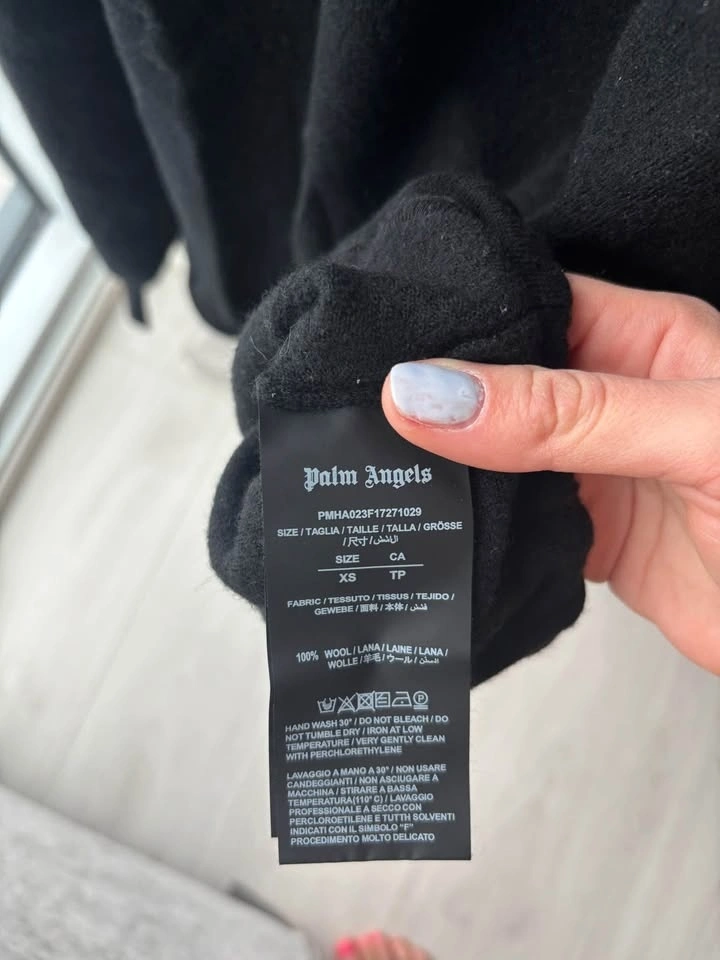 Palm Angels
PMHA023F17271029
SIZE / TAGLIA / TAILLE / TALLA / GRÖSSE
/ 尺寸 /
SIZE CA
XS TP
FABRIC / TESSUTO / TISSUS / TEJIDO /
GEWEBE / 面料 / 本体 /
100% WOOL / LANA / LAINE / LANA /
WOLLE / 羊毛 / ウール /
HAND WASH 30° / DO NOT BLEACH / DO
NOT TUMBLE DRY / IRON AT LOW
TEMPERATURE / VERY GENTLY CLEAN
WITH PERCHLORETHYLENE
LAVAGGIO A MANO A 30° / NON USARE
CANDEGGIANTI / NON ASCIUGARE A
MACCHINA / STIRARE A BASSA
TEMPERATURA(110° C) / LAVAGGIO
PROFESSIONALE A SECCO CON
PERCLOROETILENE E TUTTI SOLVENTI
INDICATI CON IL SIMBOLO "F"
PROCEDIMENTO MOLTO DELICATO